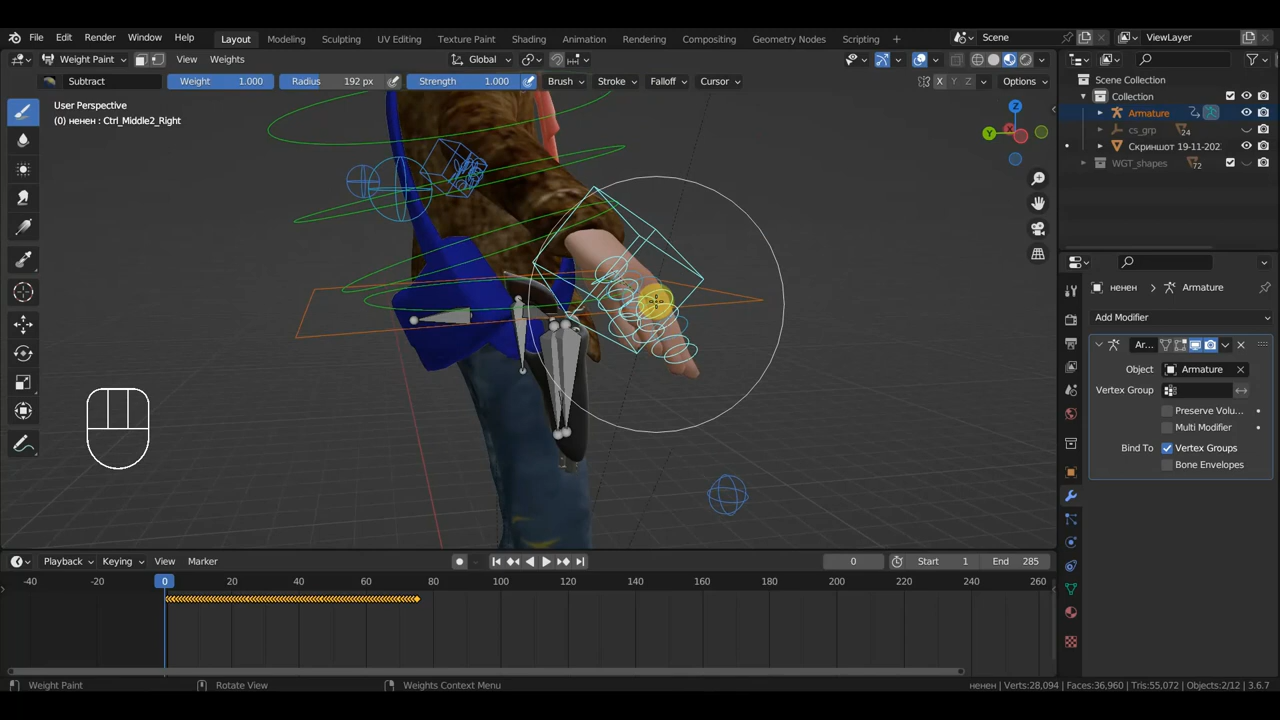 File Edit Render Window Help Layout Modeling Sculpting UV Editing Texture Paint Shading Animation Rendering Compositing Geometry Nodes Scripting + Scene ViewLayer
Weight Paint View Weights Global
Subtract Weight 1.000 Radius 192 px Strength 1.000 Brush Stroke Falloff Cursor X Y Z Options
User Perspective
(0) ненен : Ctrl_Middle2_Right
Z
Y
Scene Collection
Collection
Armature
cs_grp 24
Скриншот 19-11-202
WGT_shapes 72
ненен Armature
Add Modifier
Ar...
Object Armature
Vertex Group
Preserve Volu...
Multi Modifier
Bind To Vertex Groups
Bone Envelopes
Playback Keying View Marker 0 Start 1 End 285
-40 -20 0 20 40 60 80 100 120 140 160 180 200 220 240 260
Weight Paint Rotate View Weights Context Menu ненен | Verts:28,094 | Faces:36,960 | Tris:55,072 | Objects:2/12 | 3.6.7